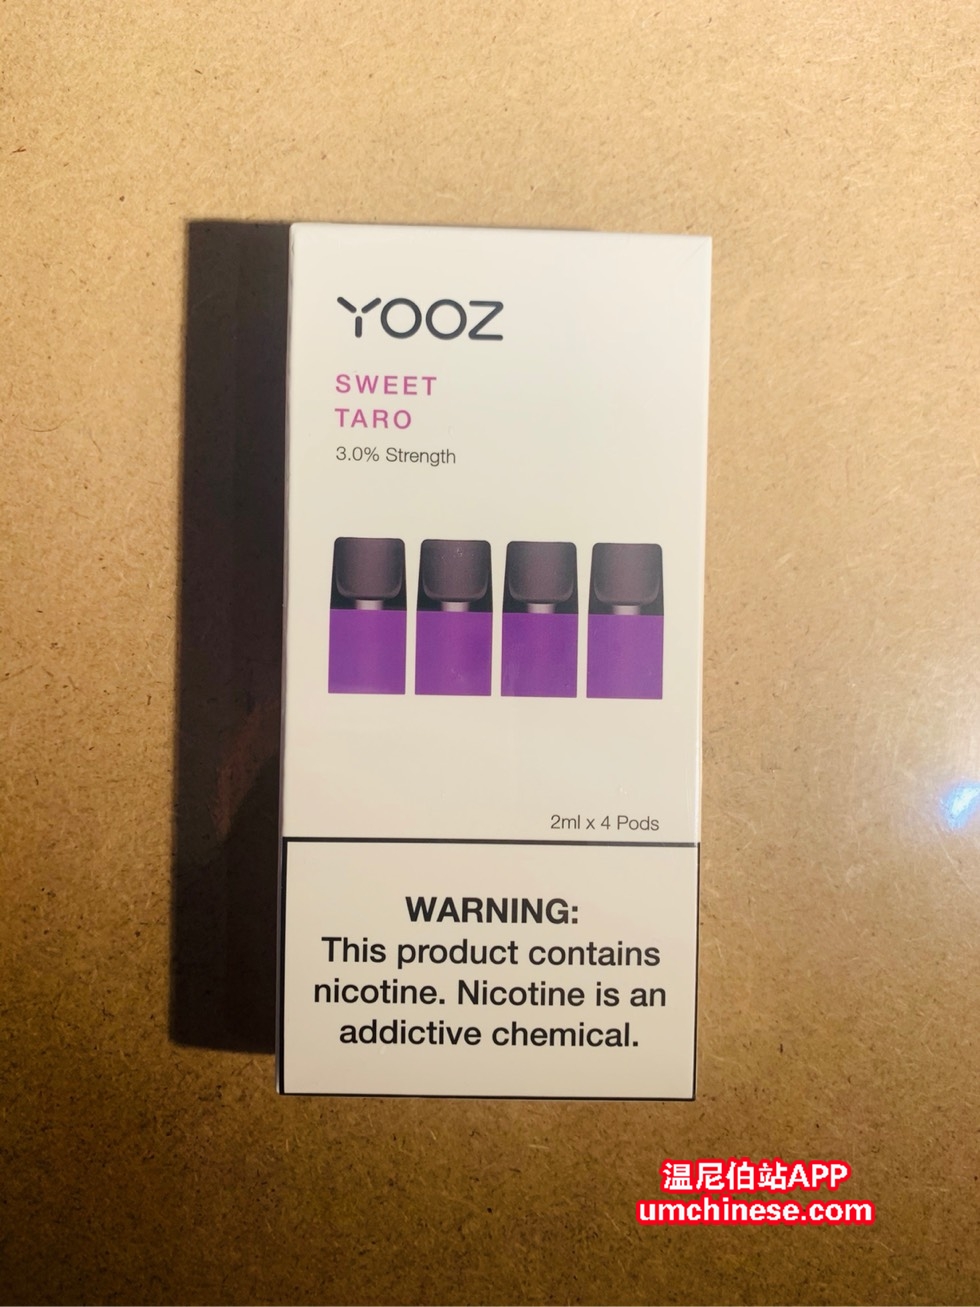 YOOZ
SWEET
TARO
3.0% Strength
2ml x 4 Pods
WARNING:
This product contains
nicotine. Nicotine is an
addictive chemical.
温尼伯站APP
umchinese.com